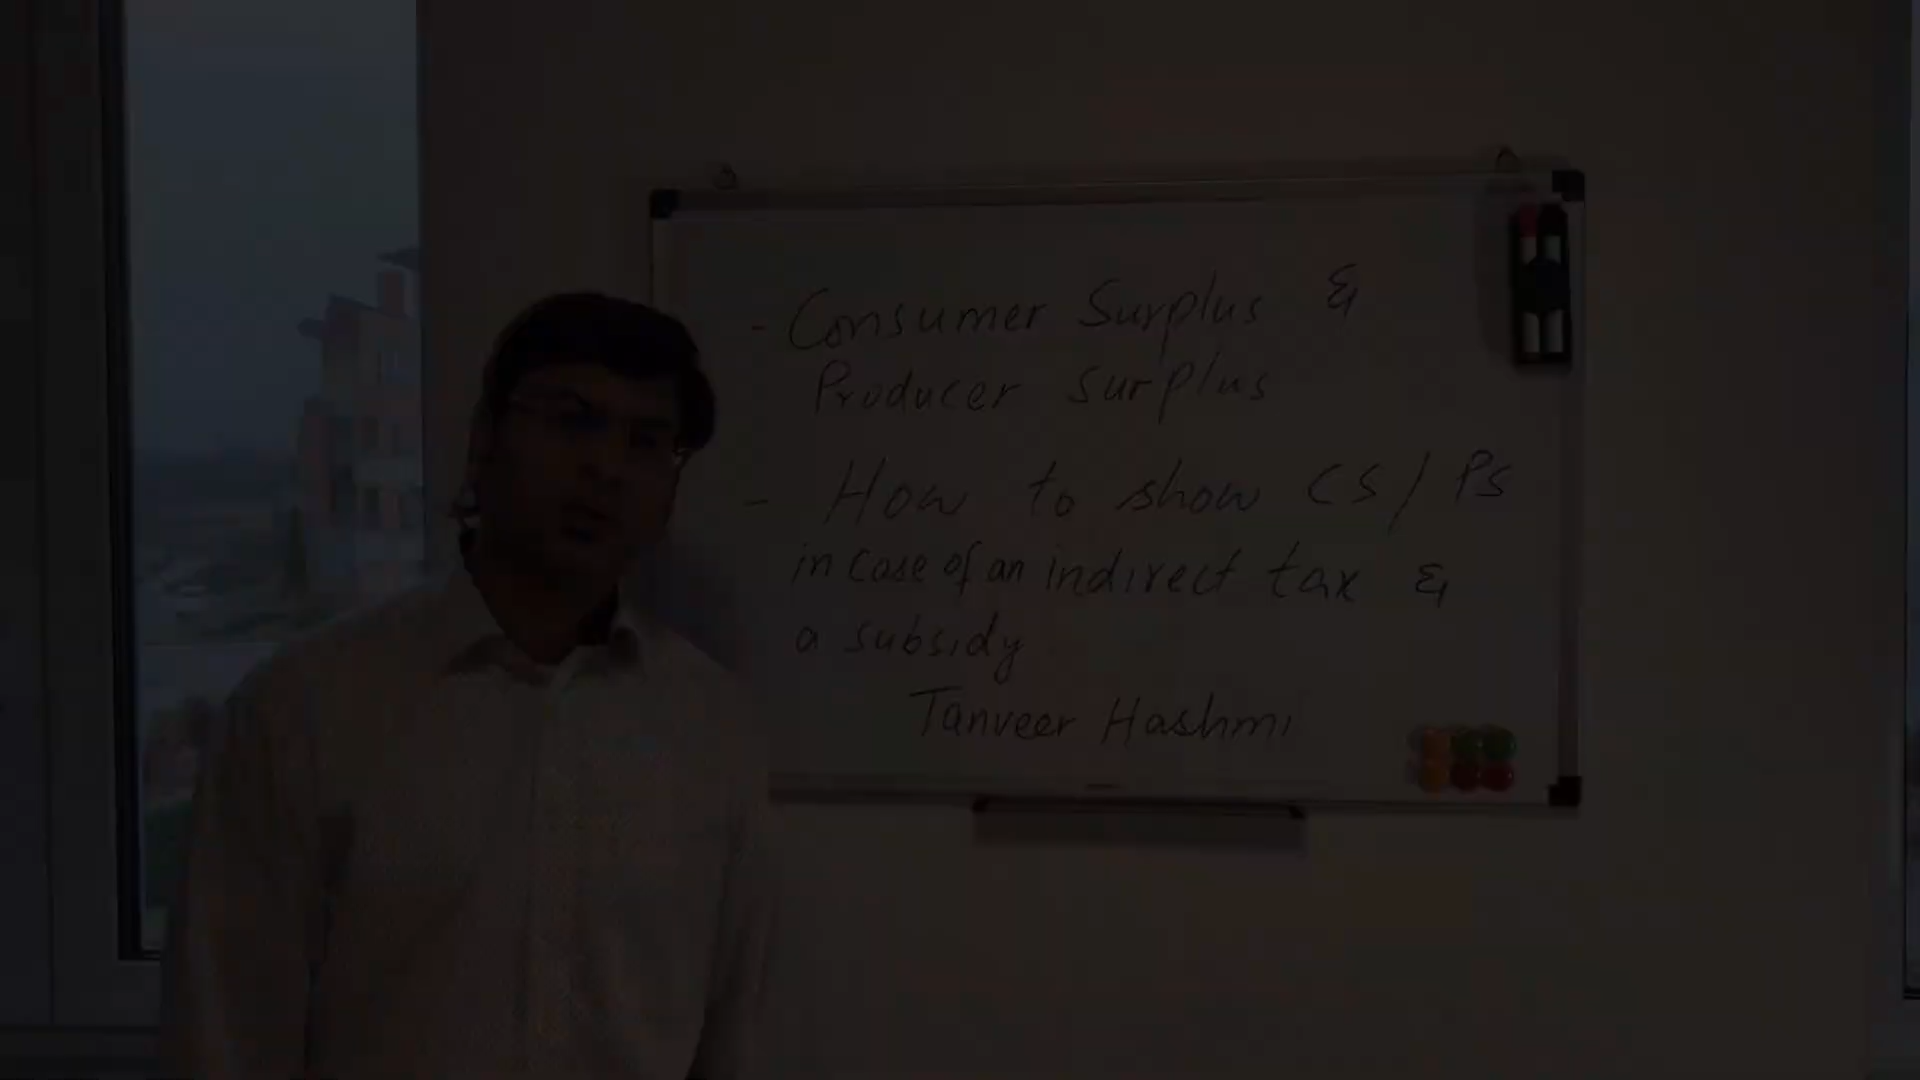 - Consumer Surplus &
Producer Surplus
- How to show CS / PS
in case of an indirect tax &
a subsidy
Tanveer Hashmi